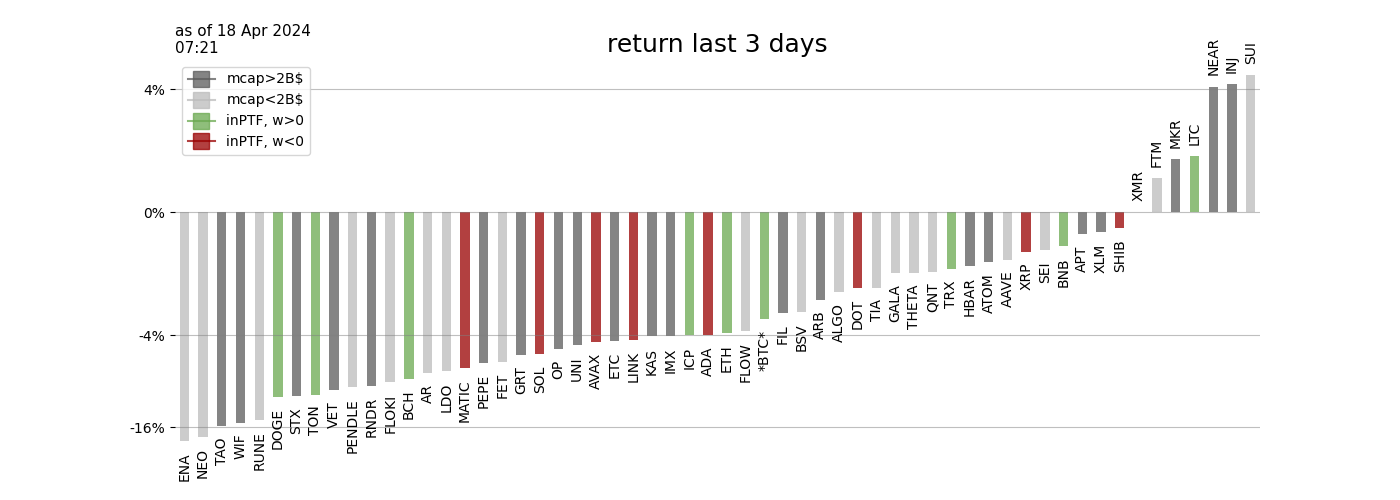 as of 18 Apr 2024
07:21
return last 3 days
mcap>2B$
mcap<2B$
inPTF, w>0
inPTF, w<0
4%
0%
-4%
-16%
ENA
NEO
TAO
WIF
RUNE
DOGE
STX
TON
VET
PENDLE
RNDR
FLOKI
BCH
AR
LDO
MATIC
PEPE
FET
GRT
SOL
OP
UNI
AVAX
ETC
LINK
KAS
IMX
ICP
ADA
ETH
FLOW
*BTC*
FIL
BSV
ARB
ALGO
DOT
TIA
GALA
THETA
QNT
TRX
HBAR
ATOM
AAVE
XRP
SEI
BNB
APT
XLM
SHIB
XMR
FTM
MKR
LTC
NEAR
INJ
SUI